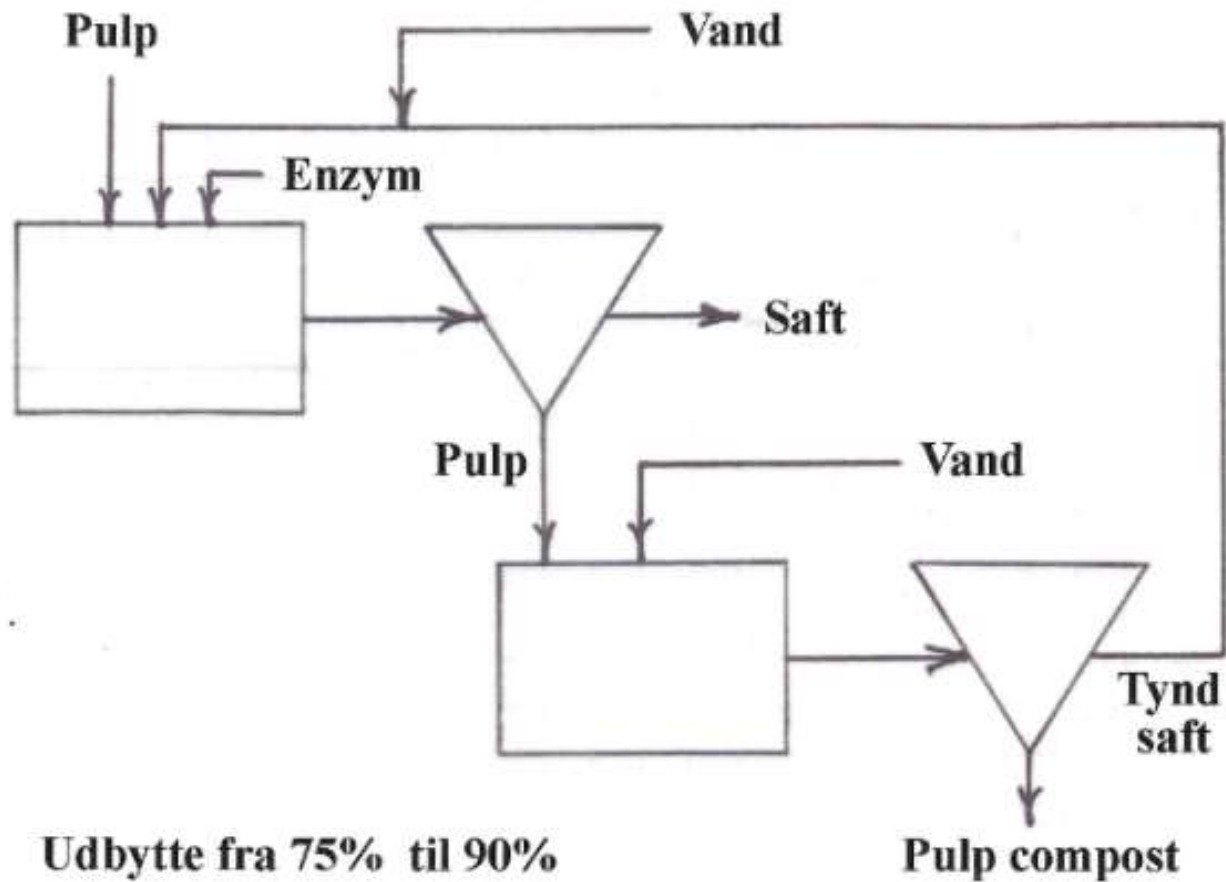 Pulp
Vand
Enzym
Saft
Pulp
Vand
Tynd
saft
Udbytte fra 75% til 90%
Pulp compost